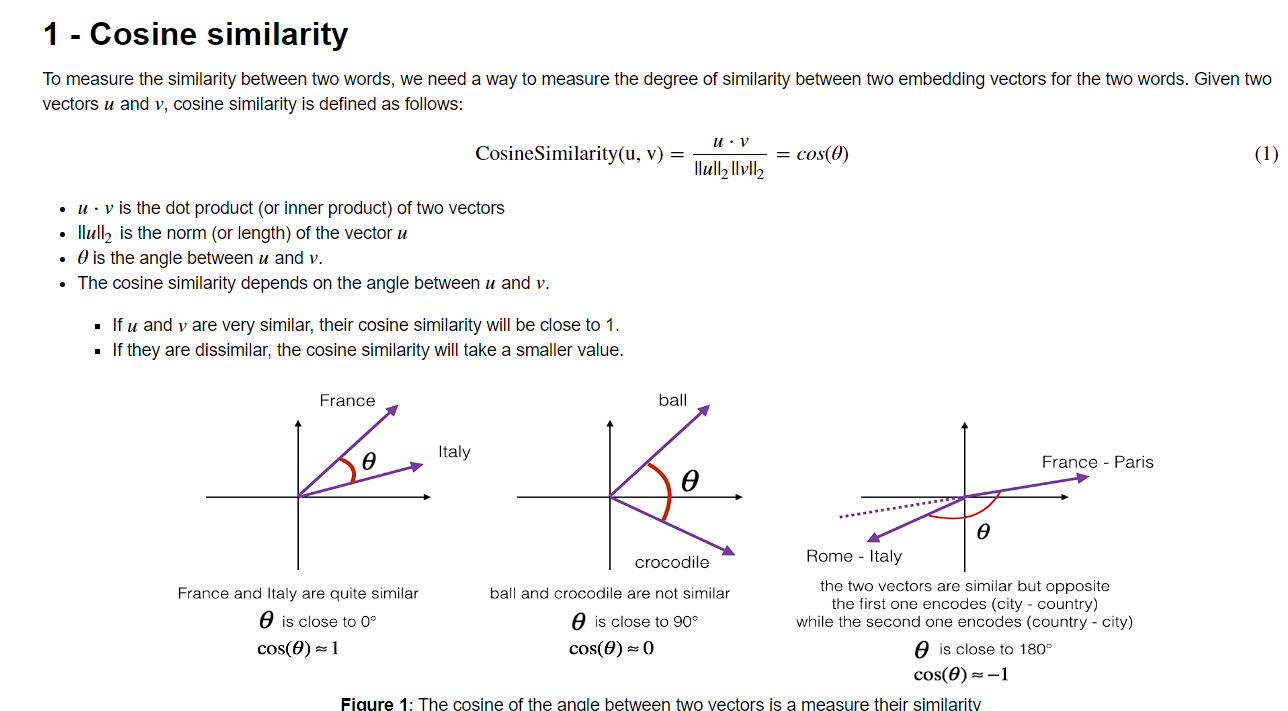 1 - Cosine similarity
To measure the similarity between two words, we need a way to measure the degree of similarity between two embedding vectors for the two words. Given two
vectors u and v, cosine similarity is defined as follows:
CosineSimilarity(u, v) = u · v / ||u||₂||v||₂ = cos(θ) (1)
• u · v is the dot product (or inner product) of two vectors
• ||u||₂ is the norm (or length) of the vector u
• θ is the angle between u and v.
• The cosine similarity depends on the angle between u and v.
▪ If u and v are very similar, their cosine similarity will be close to 1.
▪ If they are dissimilar, the cosine similarity will take a smaller value.
France
Italy
θ
France and Italy are quite similar
θ is close to 0°
cos(θ) ≈ 1
ball
θ
crocodile
ball and crocodile are not similar
θ is close to 90°
cos(θ) ≈ 0
France - Paris
θ
Rome - Italy
the two vectors are similar but opposite
the first one encodes (city - country)
while the second one encodes (country - city)
θ is close to 180°
cos(θ) ≈ −1
Figure 1: The cosine of the angle between two vectors is a measure their similarity